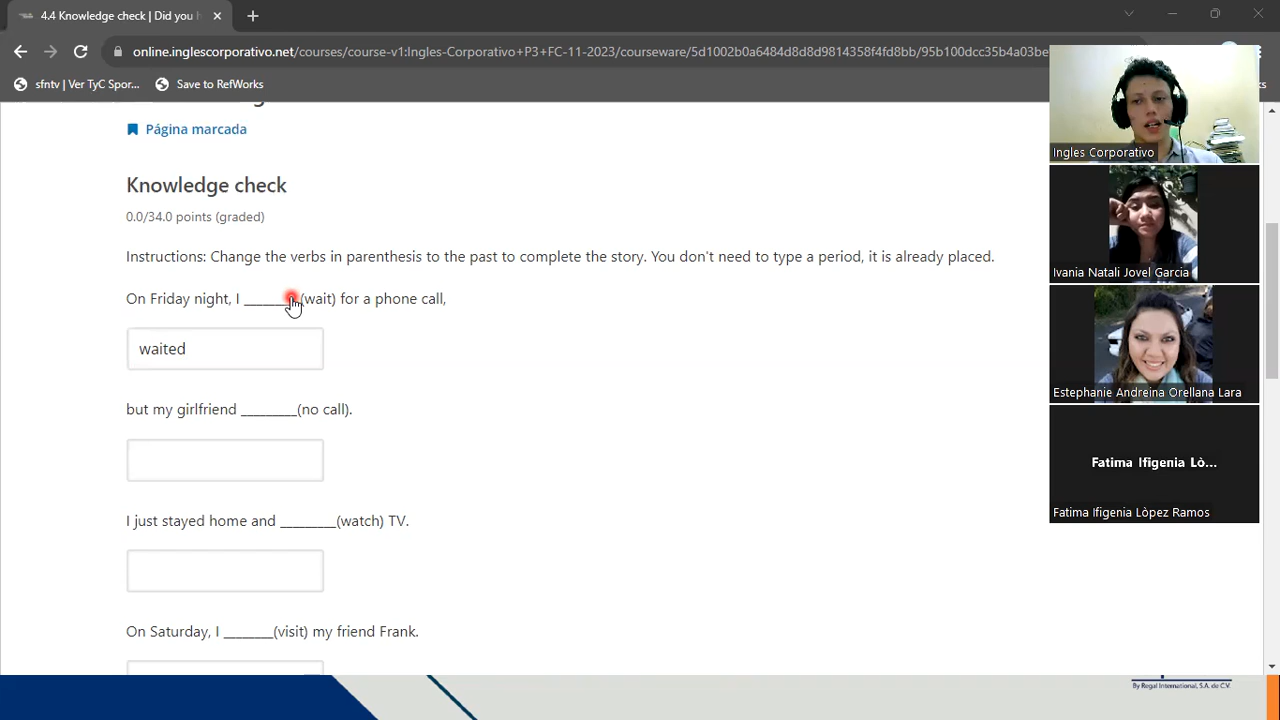 4.4 Knowledge check | Did you
online.inglescorporativo.net/courses/course-v1:Ingles-Corporativo+P3+FC-11-2023/courseware/5d1002b0a6484d8d8d9814358f4fd8bb/95b100dcc35b4a03be
sfntv | Ver TyC Spor...
Save to RefWorks
Página marcada
Knowledge check
0.0/34.0 points (graded)
Instructions: Change the verbs in parenthesis to the past to complete the story. You don't need to type a period, it is already placed.
On Friday night, I ________(wait) for a phone call,
waited
but my girlfriend ________(no call).
I just stayed home and ________(watch) TV.
On Saturday, I _______(visit) my friend Frank.
Ingles Corporativo
Ivania Natali Jovel Garcia
Estephanie Andreina Orellana Lara
Fatima Ifigenia Lò...
Fatima Ifigenia Lòpez Ramos
By Regal International, S.A. de C.V.